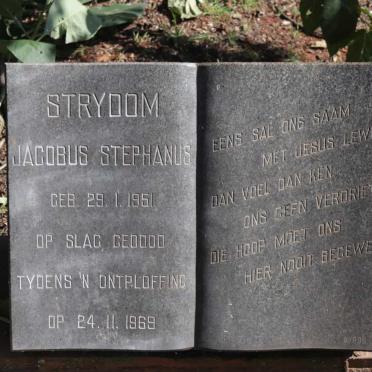 STRYDOM
JACOBUS STEPHANUS
GEB. 29. 1. 1951.
OP SLAG GEDOOD
TYDENS 'N ONTPLOFFING
OP 24. 11. 1969
EENS SAL ONS SAAM
MET JESUS LEW
DAN VOEL DAN KEN,
ONS GEEN VERDRIET
DIE HOOP MOET ONS
HIER NOOIT BEGEWE